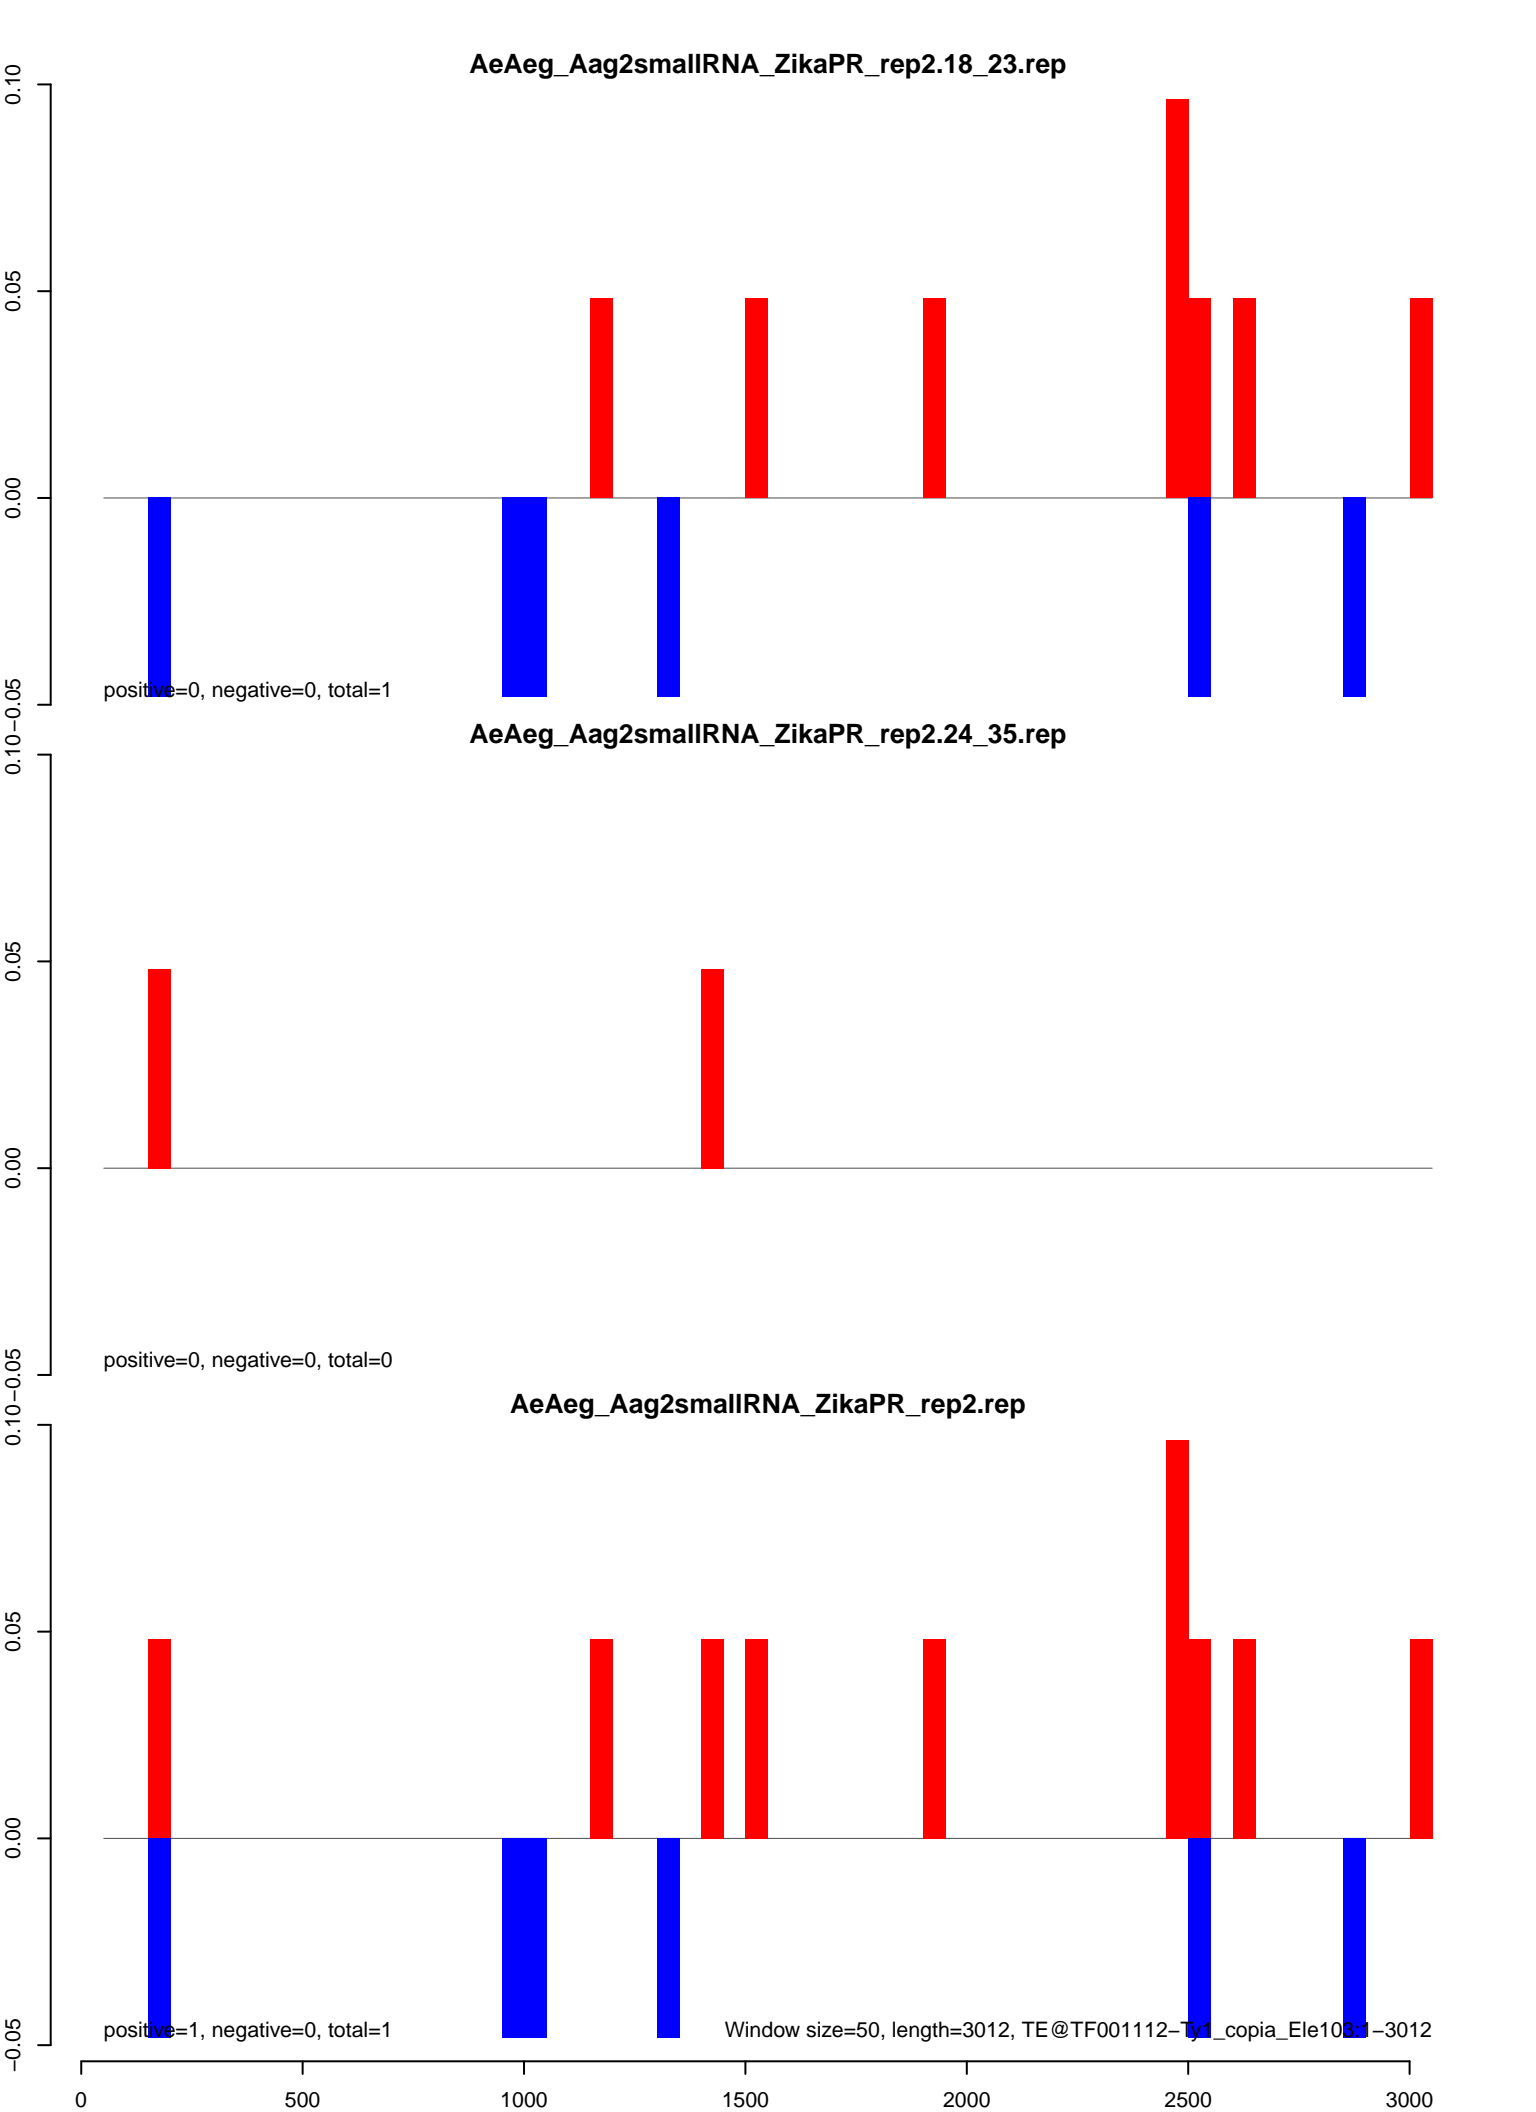 AeAeg_Aag2smallRNA_ZikaPR_rep2.18_23.rep
0.10
0.05
0.00
−0.05
positive=0, negative=0, total=1
AeAeg_Aag2smallRNA_ZikaPR_rep2.24_35.rep
0.10
0.05
0.00
−0.05
positive=0, negative=0, total=0
AeAeg_Aag2smallRNA_ZikaPR_rep2.rep
0.10
0.05
0.00
−0.05
positive=1, negative=0, total=1
Window size=50, length=3012, TE@TF001112−Ty1_copia_Ele103:1−3012
0 500 1000 1500 2000 2500 3000